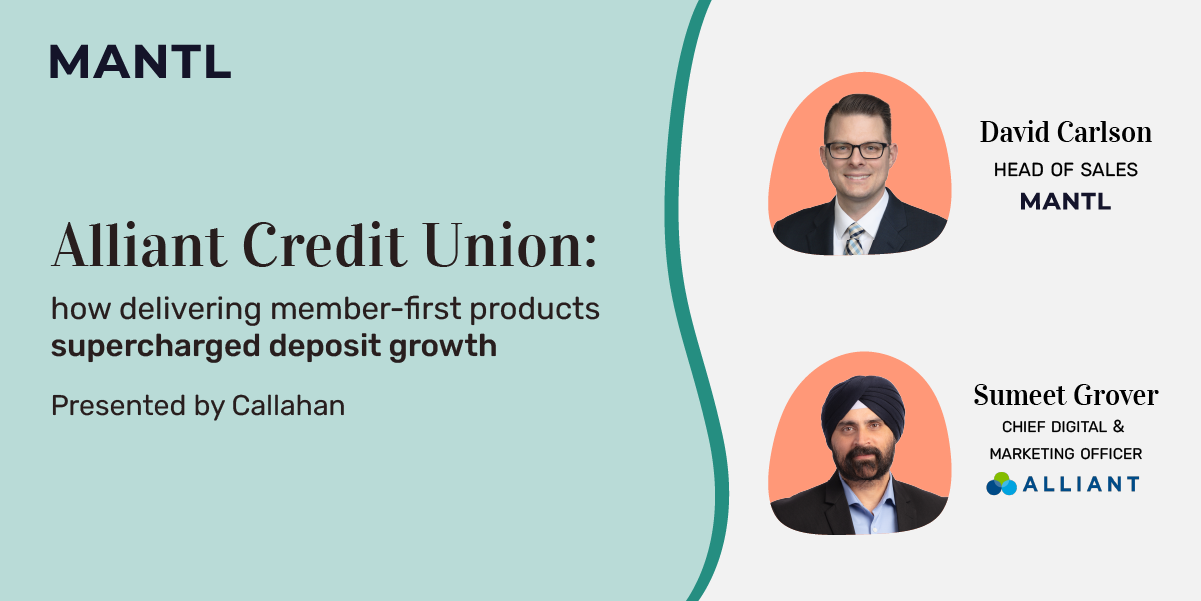 MANTL
Alliant Credit Union:
how delivering member-first products
supercharged deposit growth
Presented by Callahan
David Carlson
HEAD OF SALES
MANTL
Sumeet Grover
CHIEF DIGITAL &
MARKETING OFFICER
ALLIANT